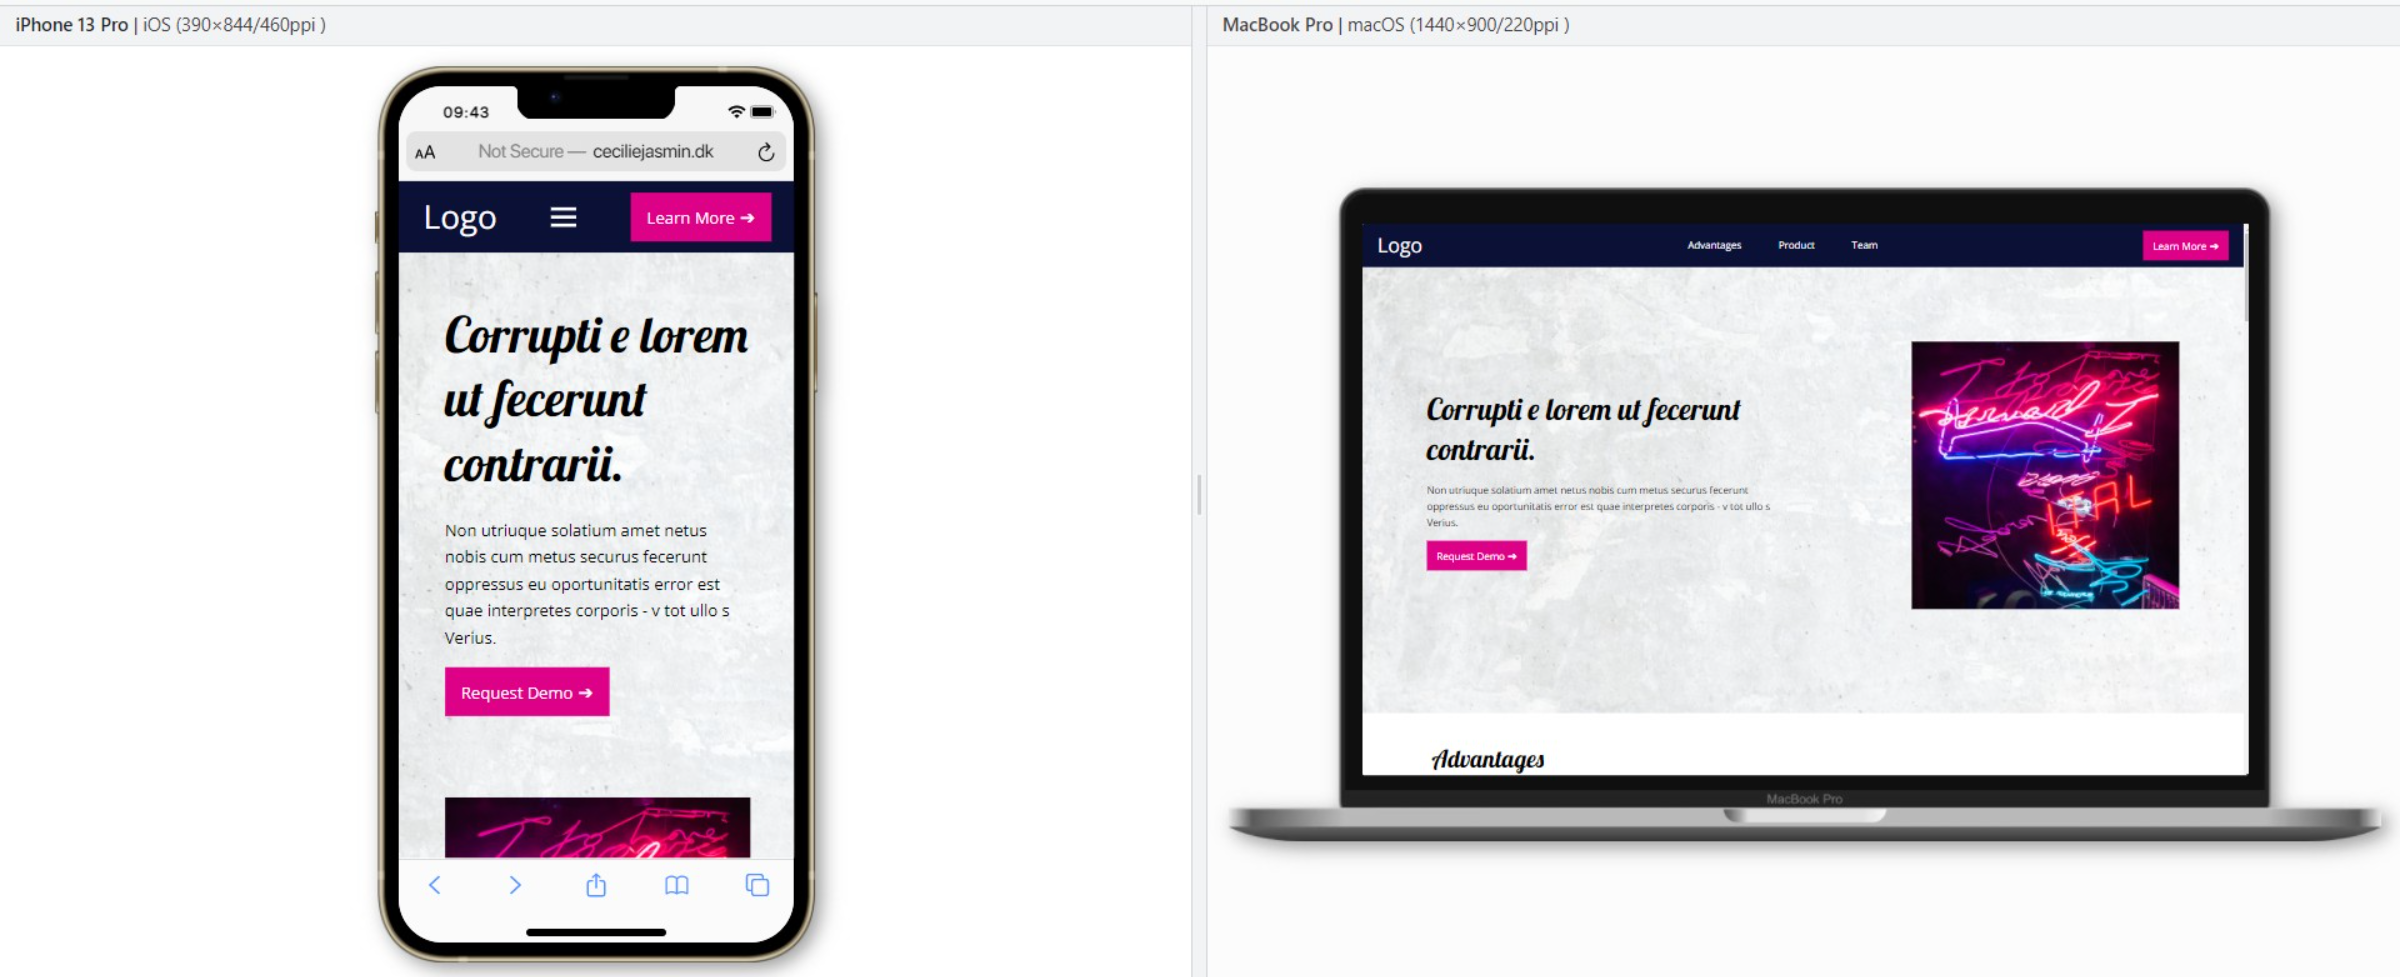 iPhone 13 Pro | iOS (390×844/460ppi )
09:43
AA Not Secure — ceciliejasmin.dk
Logo
Learn More ➔
Corrupti e lorem
ut fecerunt
contrarii.
Non utriuque solatium amet netus
nobis cum metus securus fecerunt
oppressus eu oportunitatis error est
quae interpretes corporis - v tot ullo s
Verius.
Request Demo ➔
MacBook Pro | macOS (1440×900/220ppi )
Logo
Advantages Product Team
Learn More ➔
Corrupti e lorem ut fecerunt
contrarii.
Non utriuque solatium amet netus nobis cum metus securus fecerunt
oppressus eu oportunitatis error est quae interpretes corporis - v tot ullo s
Verius.
Request Demo ➔
Advantages
MacBook Pro